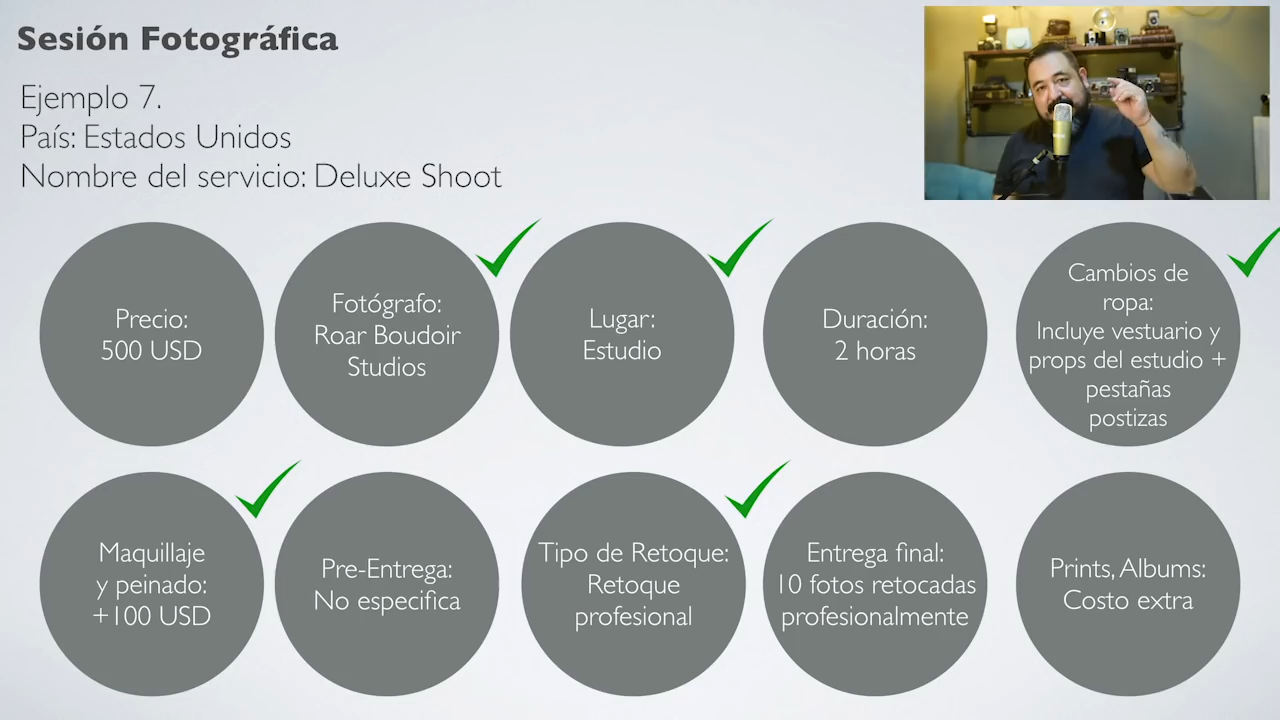 Sesión Fotográfica
Ejemplo 7.
País: Estados Unidos
Nombre del servicio: Deluxe Shoot
Precio:
500 USD
Fotógrafo:
Roar Boudoir
Studios
Lugar:
Estudio
Duración:
2 horas
Cambios de
ropa:
Incluye vestuario y
props del estudio +
pestañas
postizas
Maquillaje
y peinado:
+100 USD
Pre-Entrega:
No especifica
Tipo de Retoque:
Retoque
profesional
Entrega final:
10 fotos retocadas
profesionalmente
Prints, Albums:
Costo extra